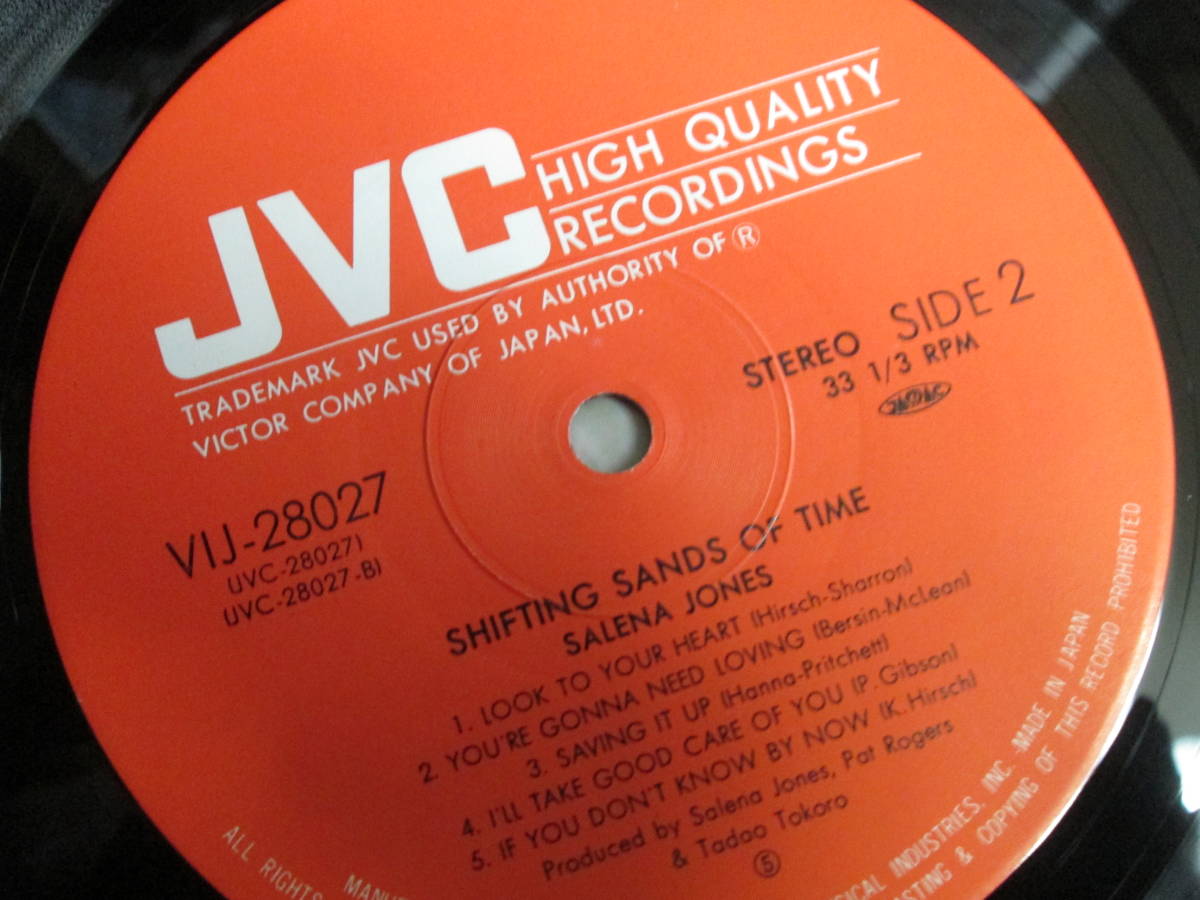 JVC HIGH QUALITY
RECORDINGS
TRADEMARK JVC USED BY AUTHORITY OF Ⓡ
VICTOR COMPANY OF JAPAN, LTD.
STEREO SIDE 2
33 1/3 RPM
VIJ-28027
(JVC-28027)
(JVC-28027-B)
SHIFTING SANDS OF TIME
SALENA JONES
1. LOOK TO YOUR HEART (Hirsch-Sharron)
2. YOU'RE GONNA NEED LOVING (Bersin-McLean)
3. SAVING IT UP (Hanna-Pritchett)
4. I'LL TAKE GOOD CARE OF YOU (P. Gibson)
5. IF YOU DON'T KNOW BY NOW (K. Hirsch)
Produced by Salena Jones, Pat Rogers
& Tadao Tokoro
⑤
ALL RIGHTS
INDUSTRIES, INC. MADE IN JAPAN
& COPYING OF THIS RECORD PROHIBITED